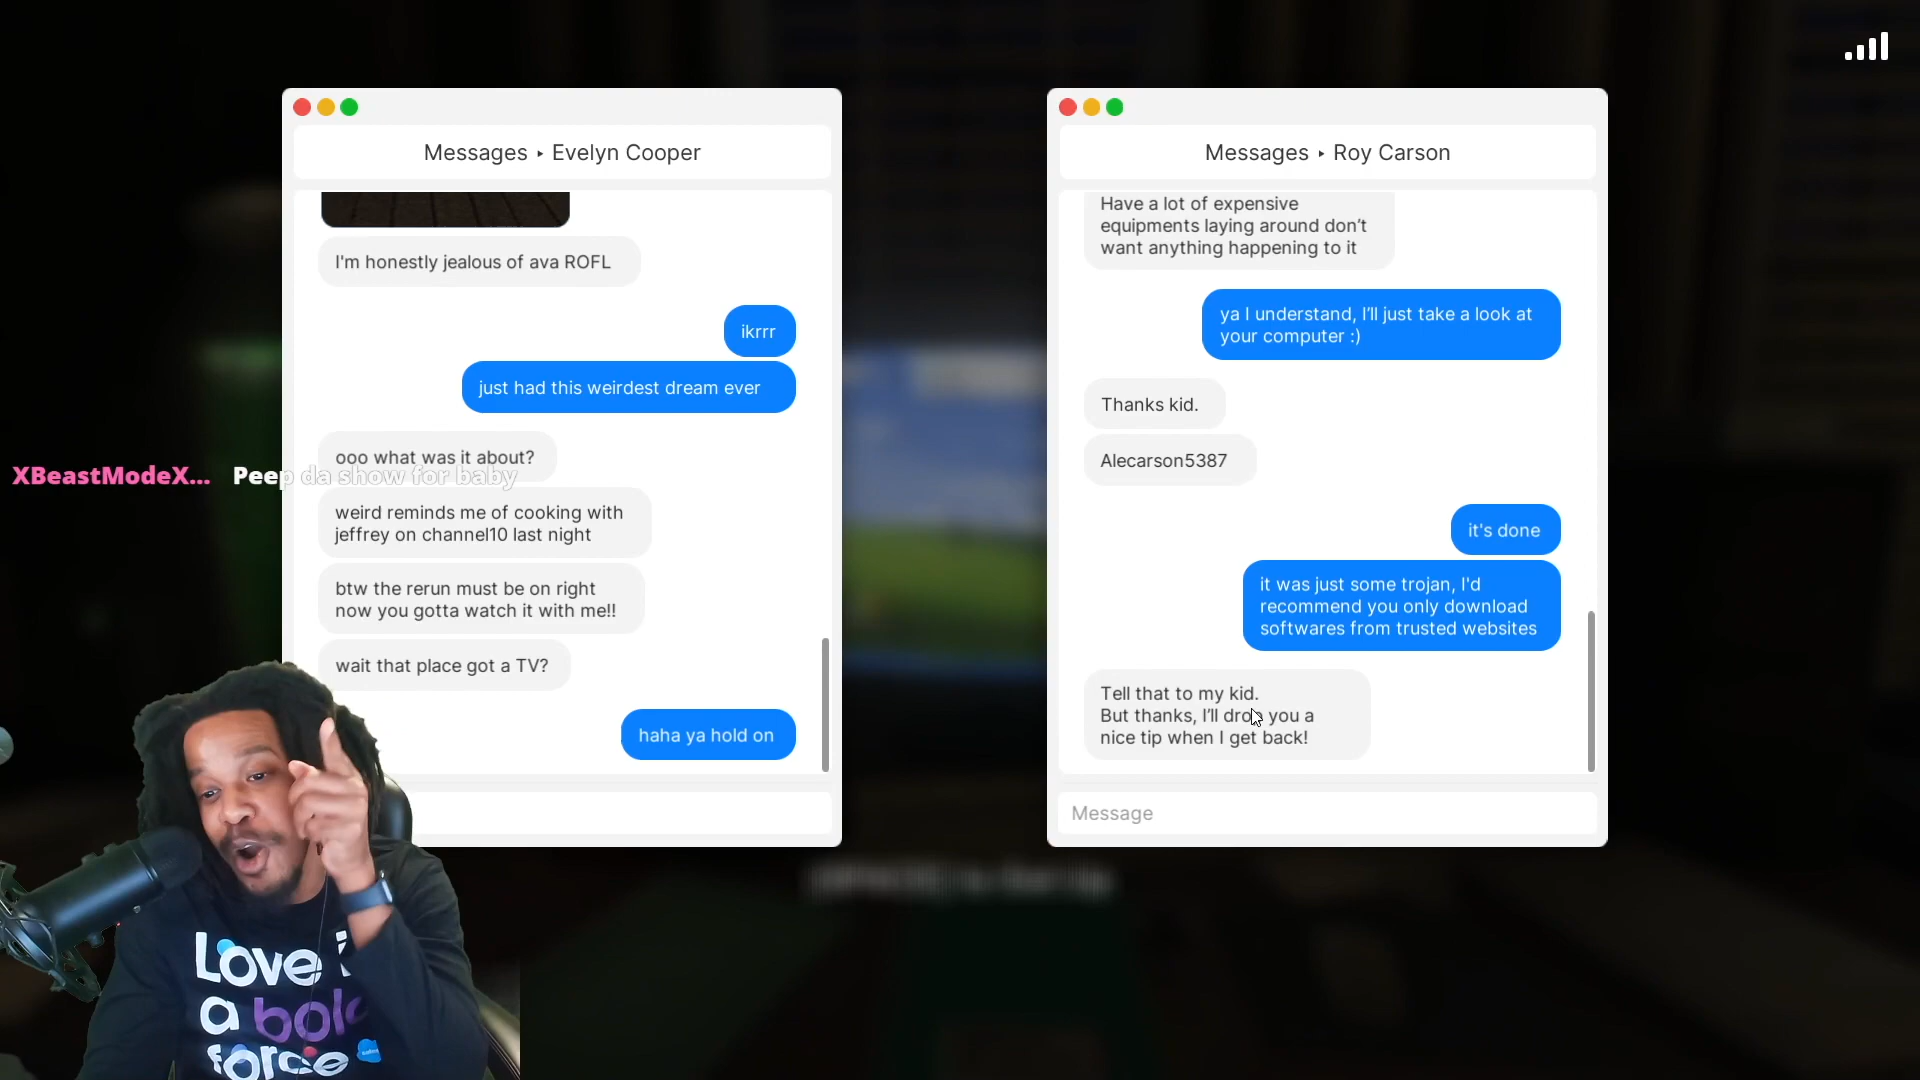 Messages ▸ Evelyn Cooper
I'm honestly jealous of ava ROFL
ikrrr
just had this weirdest dream ever
ooo what was it about?
XBeastModeX... Peep da show for baby
weird reminds me of cooking with
jeffrey on channel10 last night
btw the rerun must be on right
now you gotta watch it with me!!
wait that place got a TV?
haha ya hold on
Messages ▸ Roy Carson
Have a lot of expensive
equipments laying around don't
want anything happening to it
ya I understand, I'll just take a look at
your computer :)
Thanks kid.
Alecarson5387
it's done
it was just some trojan, I'd
recommend you only download
softwares from trusted websites
Tell that to my kid.
But thanks, I'll drop you a
nice tip when I get back!
Message
Love
a bold
force